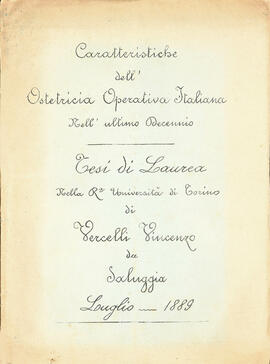 Caratteristiche
dell'
Ostetricia Operativa Italiana
Nell' ultimo Decennio
Tesi di Laurea
Nella Rª Università di Torino
di
Vercelli Vincenzo
da
Saluggia
Luglio — 1889